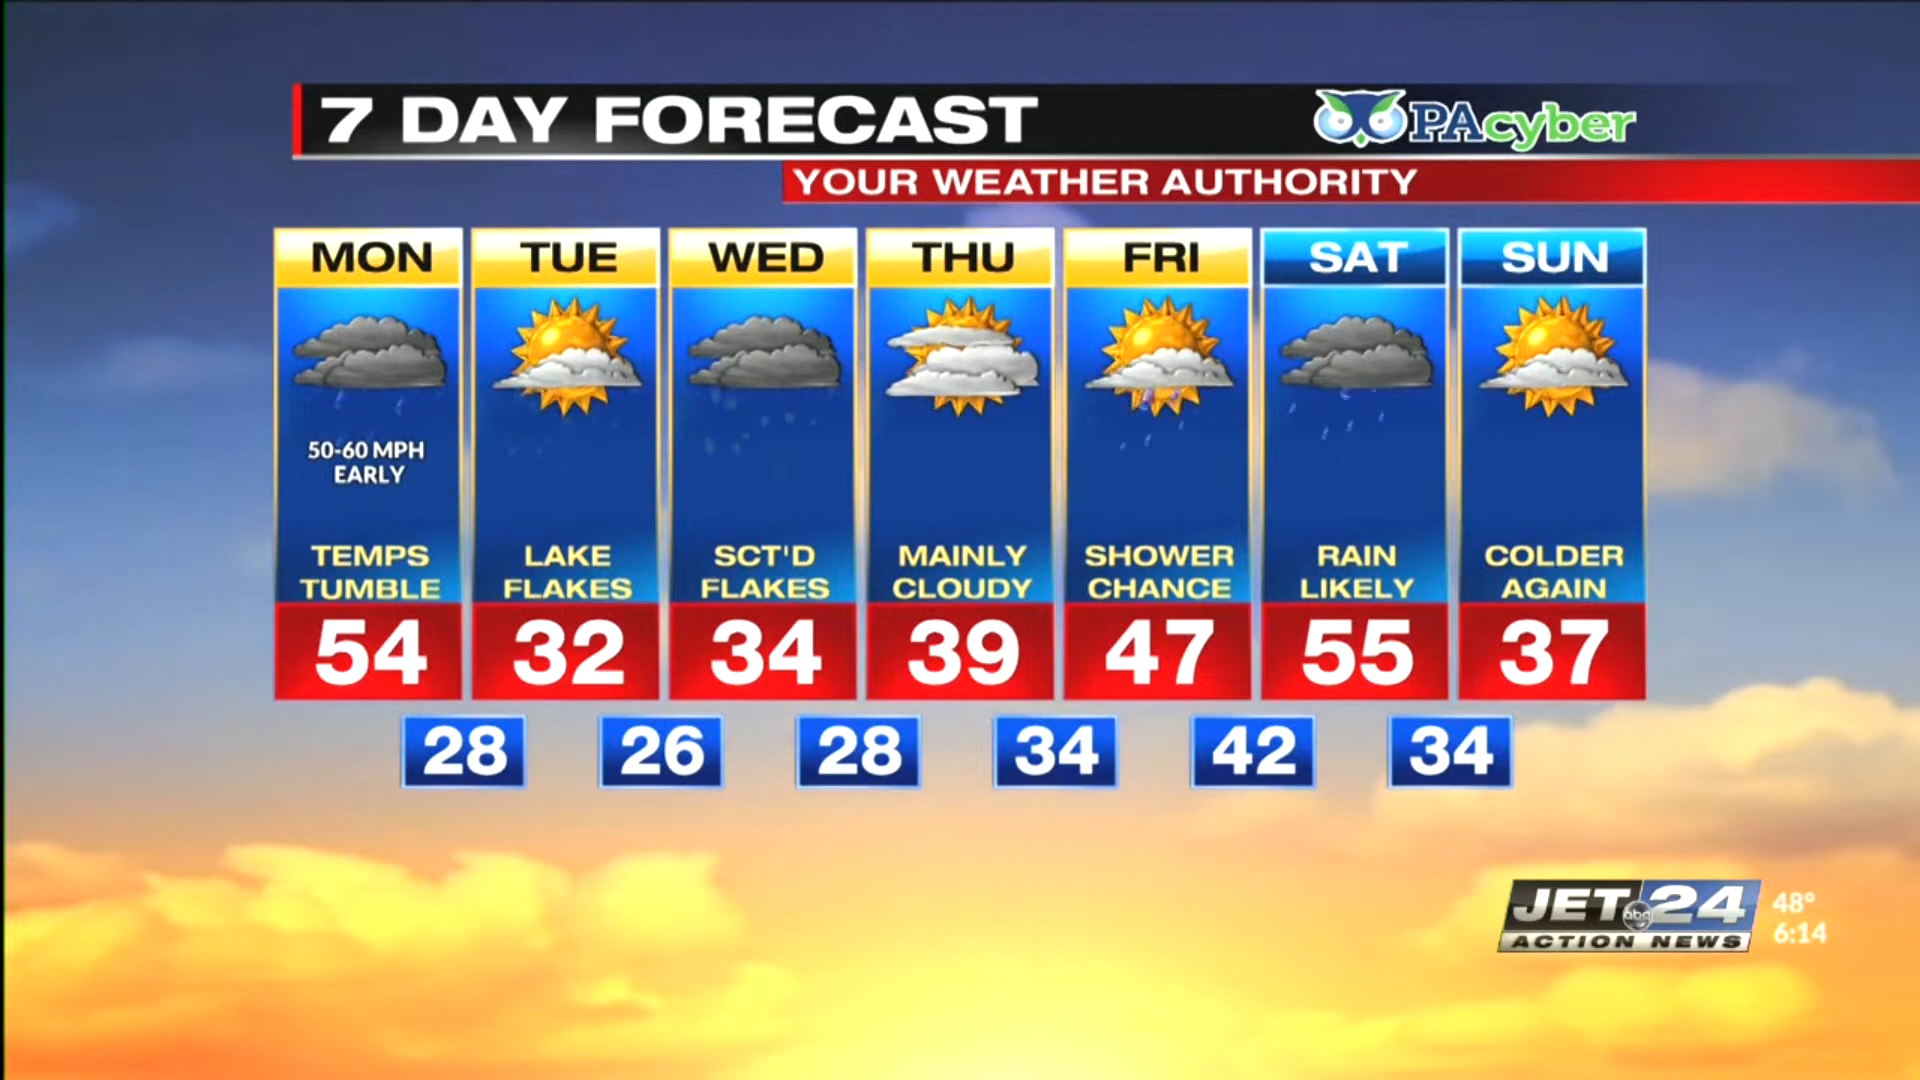 7 DAY FORECAST
PAcyber
YOUR WEATHER AUTHORITY
MON TUE WED THU FRI SAT SUN
50-60 MPH
EARLY
TEMPS
TUMBLE
LAKE
FLAKES
SCT'D
FLAKES
MAINLY
CLOUDY
SHOWER
CHANCE
RAIN
LIKELY
COLDER
AGAIN
54 32 34 39 47 55 37
28 26 28 34 42 34
JET abc 24
ACTION NEWS
48°
6:14